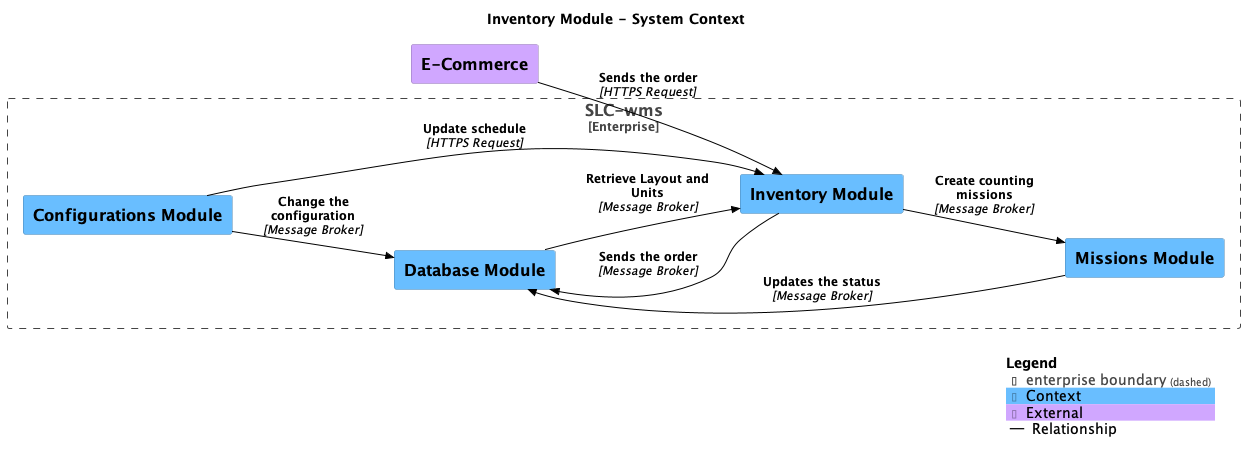 Inventory Module - System Context
E-Commerce
Sends the order
[HTTPS Request]
SLC-wms
[Enterprise]
Update schedule
[HTTPS Request]
Retrieve Layout and
Units
[Message Broker]
Inventory Module
Create counting
missions
[Message Broker]
Configurations Module
Change the
configuration
[Message Broker]
Database Module
Sends the order
[Message Broker]
Missions Module
Updates the status
[Message Broker]
Legend
enterprise boundary (dashed)
Context
External
Relationship